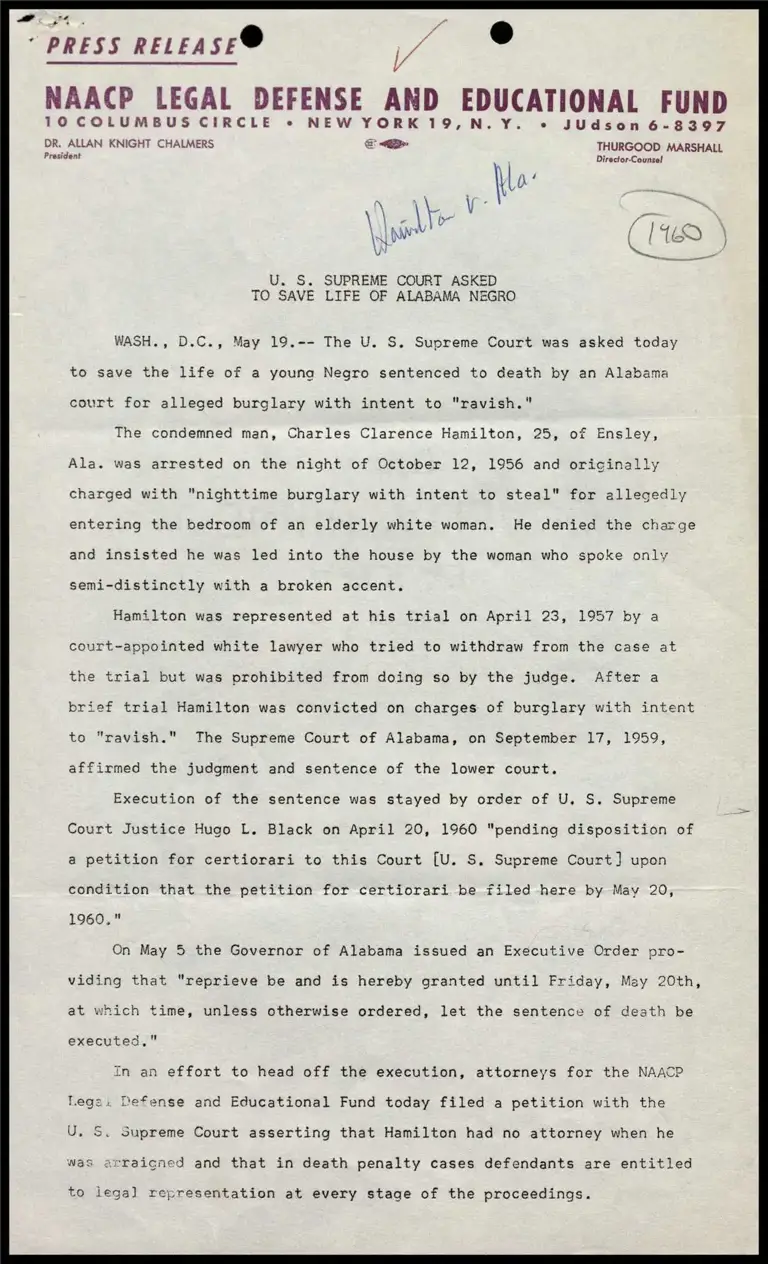 PRESS RELEASE
NAACP LEGAL DEFENSE AND EDUCATIONAL FUND
10 COLUMBUS CIRCLE • NEW YORK 19, N. Y. • JUdson 6-8397
DR. ALLAN KNIGHT CHALMERS
President
THURGOOD MARSHALL
Director-Counsel
Hamilton v. Ala.
1960
U. S. SUPREME COURT ASKED
TO SAVE LIFE OF ALABAMA NEGRO
WASH., D.C., May 19.-- The U. S. Supreme Court was asked today
to save the life of a young Negro sentenced to death by an Alabama
court for alleged burglary with intent to "ravish."
The condemned man, Charles Clarence Hamilton, 25, of Ensley,
Ala. was arrested on the night of October 12, 1956 and originally
charged with "nighttime burglary with intent to steal" for allegedly
entering the bedroom of an elderly white woman. He denied the charge
and insisted he was led into the house by the woman who spoke only
semi-distinctly with a broken accent.
Hamilton was represented at his trial on April 23, 1957 by a
court-appointed white lawyer who tried to withdraw from the case at
the trial but was prohibited from doing so by the judge. After a
brief trial Hamilton was convicted on charges of burglary with intent
to "ravish." The Supreme Court of Alabama, on September 17, 1959,
affirmed the judgment and sentence of the lower court.
Execution of the sentence was stayed by order of U. S. Supreme
Court Justice Hugo L. Black on April 20, 1960 "pending disposition of
a petition for certiorari to this Court [U. S. Supreme Court] upon
condition that the petition for certiorari be filed here by May 20,
1960."
On May 5 the Governor of Alabama issued an Executive Order pro-
viding that "reprieve be and is hereby granted until Friday, May 20th,
at which time, unless otherwise ordered, let the sentence of death be
executed."
In an effort to head off the execution, attorneys for the NAACP
Legal Defense and Educational Fund today filed a petition with the
U. S. Supreme Court asserting that Hamilton had no attorney when he
was arraigned and that in death penalty cases defendants are entitled
to legal representation at every stage of the proceedings.